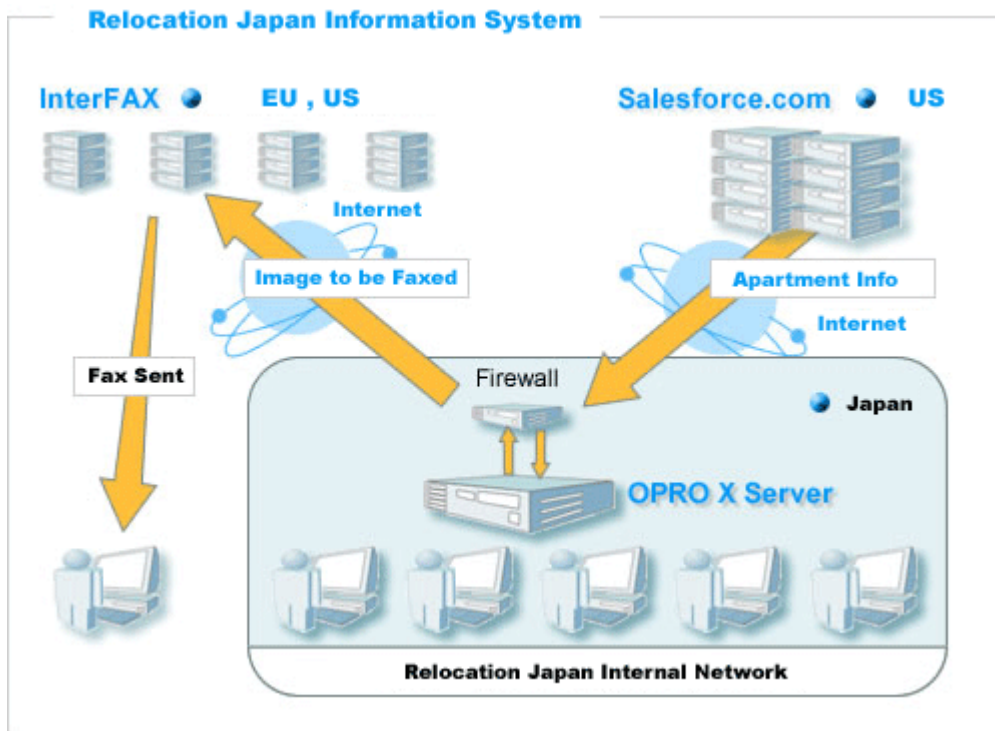 Relocation Japan Information System
InterFAX
EU , US
Salesforce.com
US
Internet
Image to be Faxed
Apartment Info
Internet
Fax Sent
Firewall
Japan
OPRO X Server
Relocation Japan Internal Network